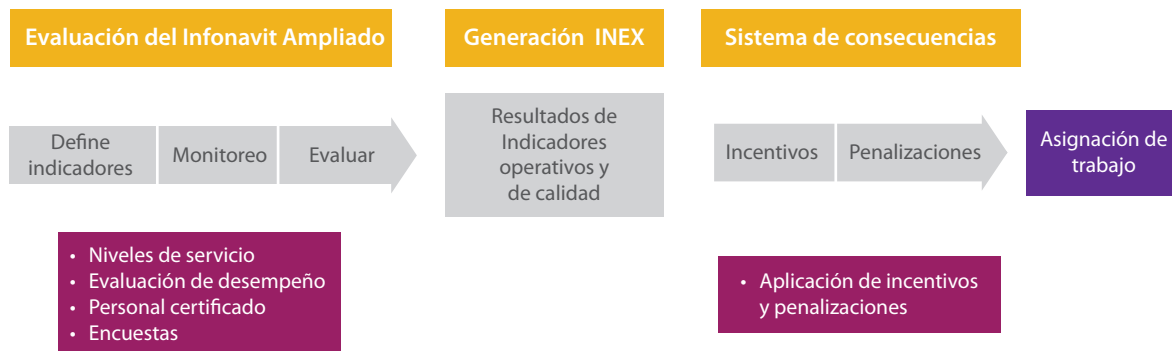 Evaluación del Infonavit Ampliado
Define
indicadores
Monitoreo
Evaluar
• Niveles de servicio
• Evaluación de desempeño
• Personal certificado
• Encuestas
Generación INEX
Resultados de
Indicadores
operativos y
de calidad
Sistema de consecuencias
Incentivos
Penalizaciones
• Aplicación de incentivos
y penalizaciones
Asignación de
trabajo